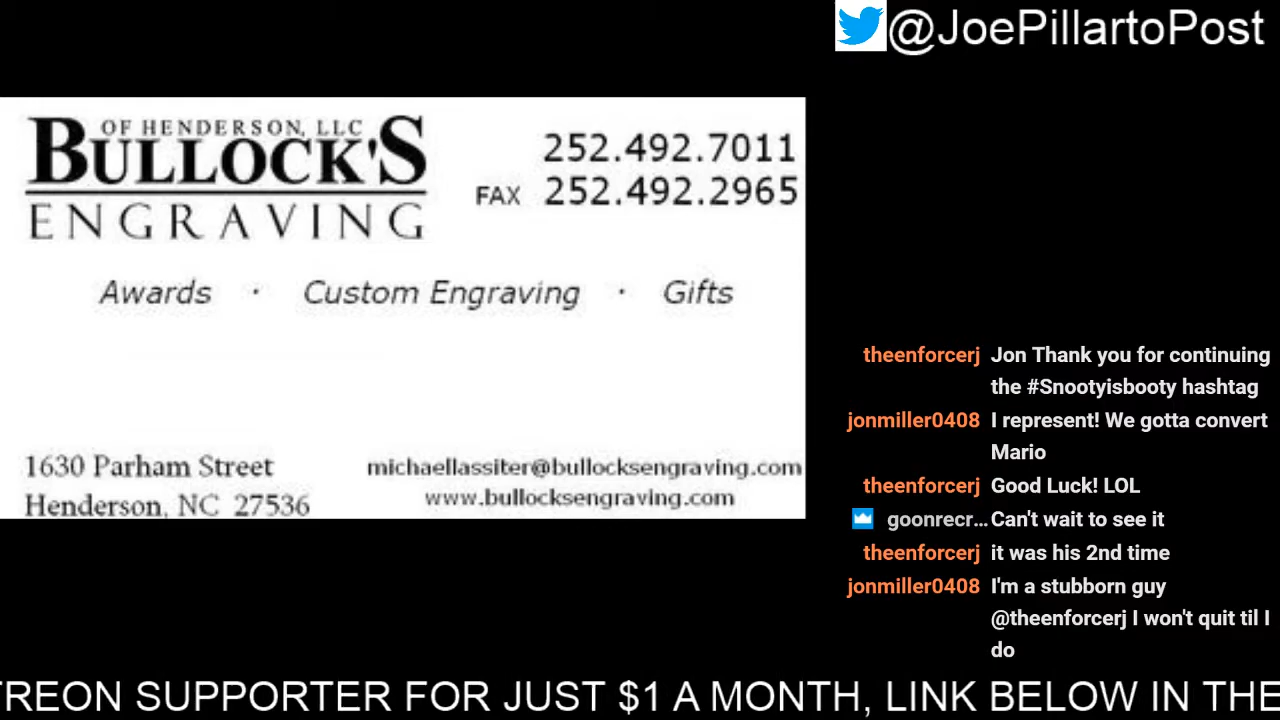 @JoePillartoPost
OF HENDERSON, LLC
BULLOCK'S
ENGRAVING
252.492.7011
FAX 252.492.2965
Awards · Custom Engraving · Gifts
1630 Parham Street
Henderson, NC 27536
michaellassiter@bullocksengraving.com
www.bullocksengraving.com
theenforcerj Jon Thank you for continuing
the #Snootyisbooty hashtag
jonmiller0408 I represent! We gotta convert
Mario
theenforcerj Good Luck! LOL
goonrecr... Can't wait to see it
theenforcerj it was his 2nd time
jonmiller0408 I'm a stubborn guy
@theenforcerj I won't quit til I
do
TREON SUPPORTER FOR JUST $1 A MONTH, LINK BELOW IN THE